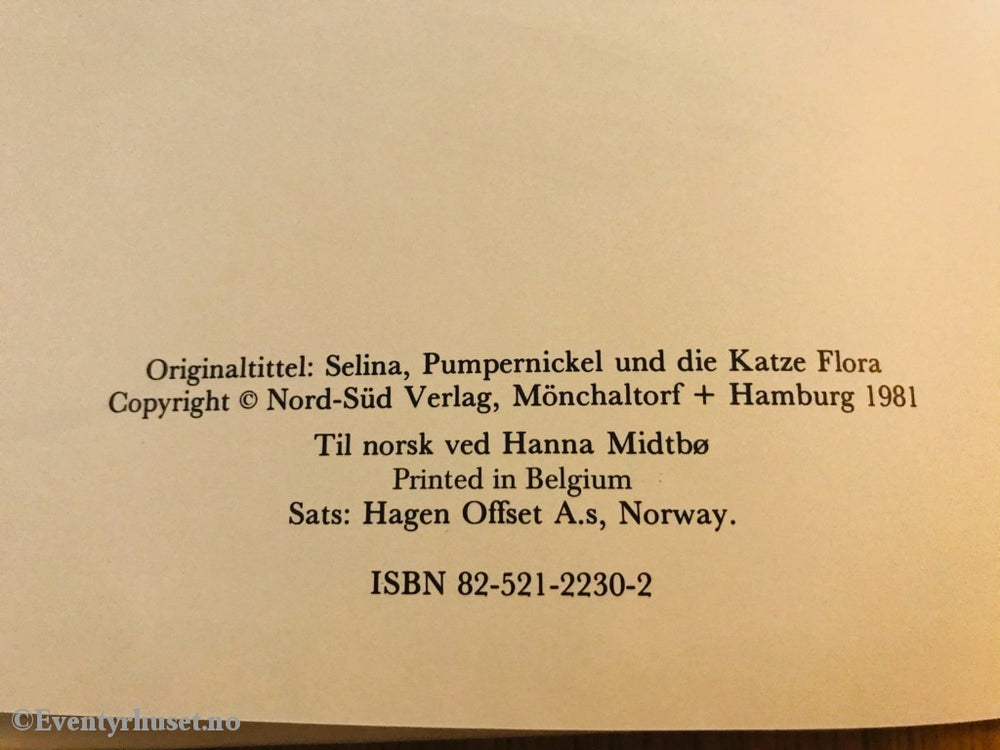 Originaltittel: Selina, Pumpernickel und die Katze Flora
Copyright © Nord-Süd Verlag, Mönchaltorf + Hamburg 1981
Til norsk ved Hanna Midtbø
Printed in Belgium
Sats: Hagen Offset A.s, Norway.
ISBN 82-521-2230-2
©Eventyrhuset.no